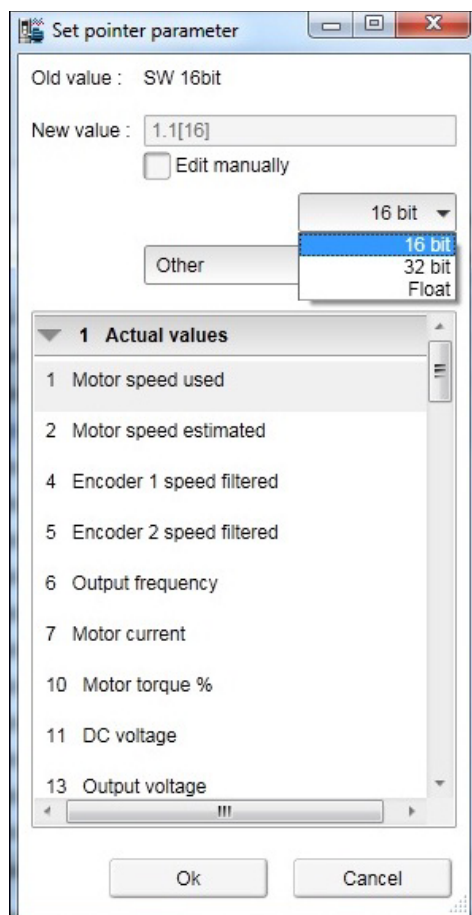 Set pointer parameter
Old value : SW 16bit
New value : 1.1[16]
Edit manually
16 bit
16 bit
32 bit
Other
Float
1 Actual values
1 Motor speed used
2 Motor speed estimated
4 Encoder 1 speed filtered
5 Encoder 2 speed filtered
6 Output frequency
7 Motor current
10 Motor torque %
11 DC voltage
13 Output voltage
Ok Cancel